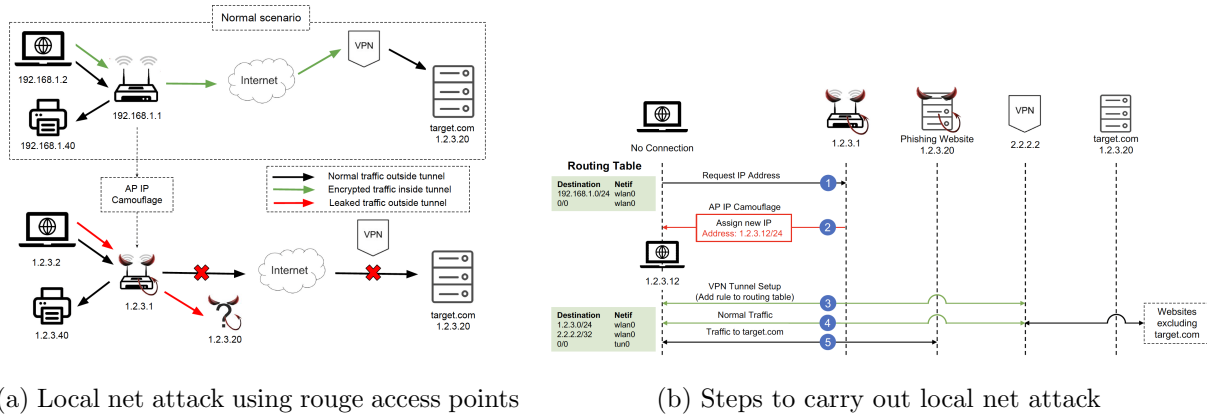 Normal scenario
VPN
Internet
192.168.1.2
192.168.1.1
192.168.1.40
target.com
1.2.3.20
AP IP
Camouflage
Normal traffic outside tunnel
Encrypted traffic inside tunnel
Leaked traffic outside tunnel
1.2.3.2
VPN
Internet
1.2.3.1
1.2.3.40
1.2.3.20
target.com
1.2.3.20
(a) Local net attack using rouge access points
No Connection
1.2.3.1
Phishing Website
1.2.3.20
VPN
2.2.2.2
target.com
1.2.3.20
Routing Table
Destination Netif
192.168.1.0/24 wlan0
0/0 wlan0
Request IP Address
1
AP IP Camouflage
Assign new IP
Address: 1.2.3.12/24
2
1.2.3.12
VPN Tunnel Setup
(Add rule to routing table)
3
Destination Netif
1.2.3.0/24 wlan0
2.2.2.2/32 wlan0
0/0 tun0
Normal Traffic
4
Traffic to target.com
5
Websites
excluding
target.com
(b) Steps to carry out local net attack